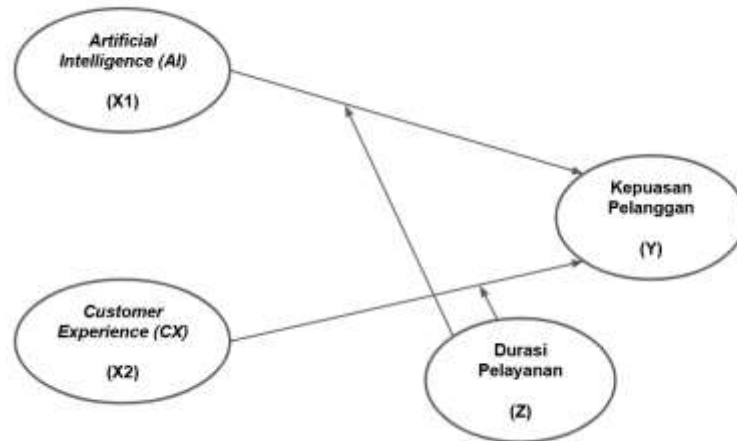 Artificial
Intelligence (AI)
(X1)
Kepuasan
Pelanggan
(Y)
Customer
Experience (CX)
(X2)
Durasi
Pelayanan
(Z)